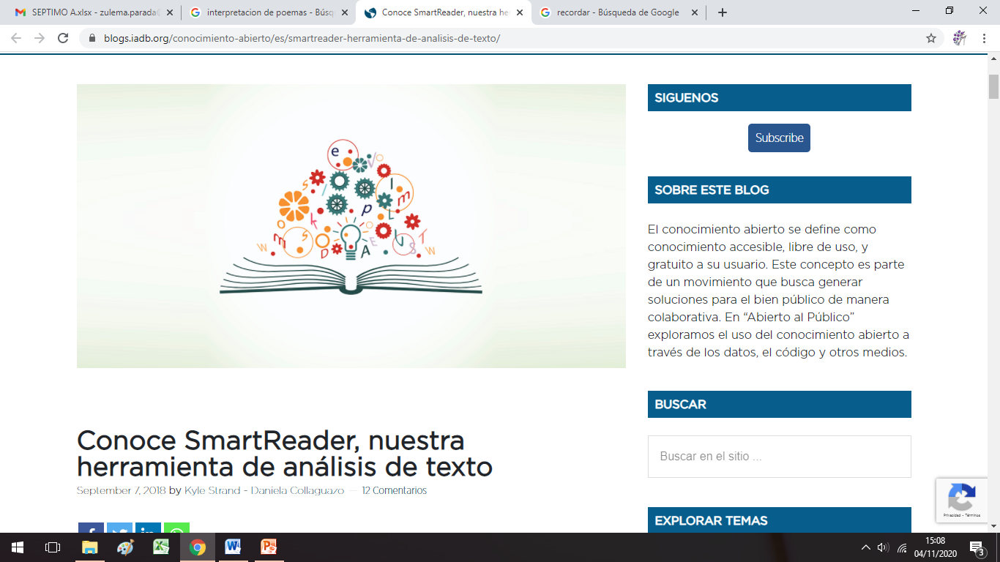 SEPTIMO A.xlsx - zulema.parada
interpretacion de poemas - Búsq
Conoce SmartReader, nuestra he
recordar - Búsqueda de Google
blogs.iadb.org/conocimiento-abierto/es/smartreader-herramienta-de-analisis-de-texto/
Conoce SmartReader, nuestra
herramienta de análisis de texto
September 7, 2018 by Kyle Strand - Daniela Collaguazo — 12 Comentarios
SIGUENOS
Subscribe
SOBRE ESTE BLOG
El conocimiento abierto se define como
conocimiento accesible, libre de uso, y
gratuito a su usuario. Este concepto es parte
de un movimiento que busca generar
soluciones para el bien público de manera
colaborativa. En “Abierto al Público”
exploramos el uso del conocimiento abierto a
través de los datos, el código y otros medios.
BUSCAR
Buscar en el sitio ...
EXPLORAR TEMAS
Privacidad - Términos
15:08
04/11/2020
3